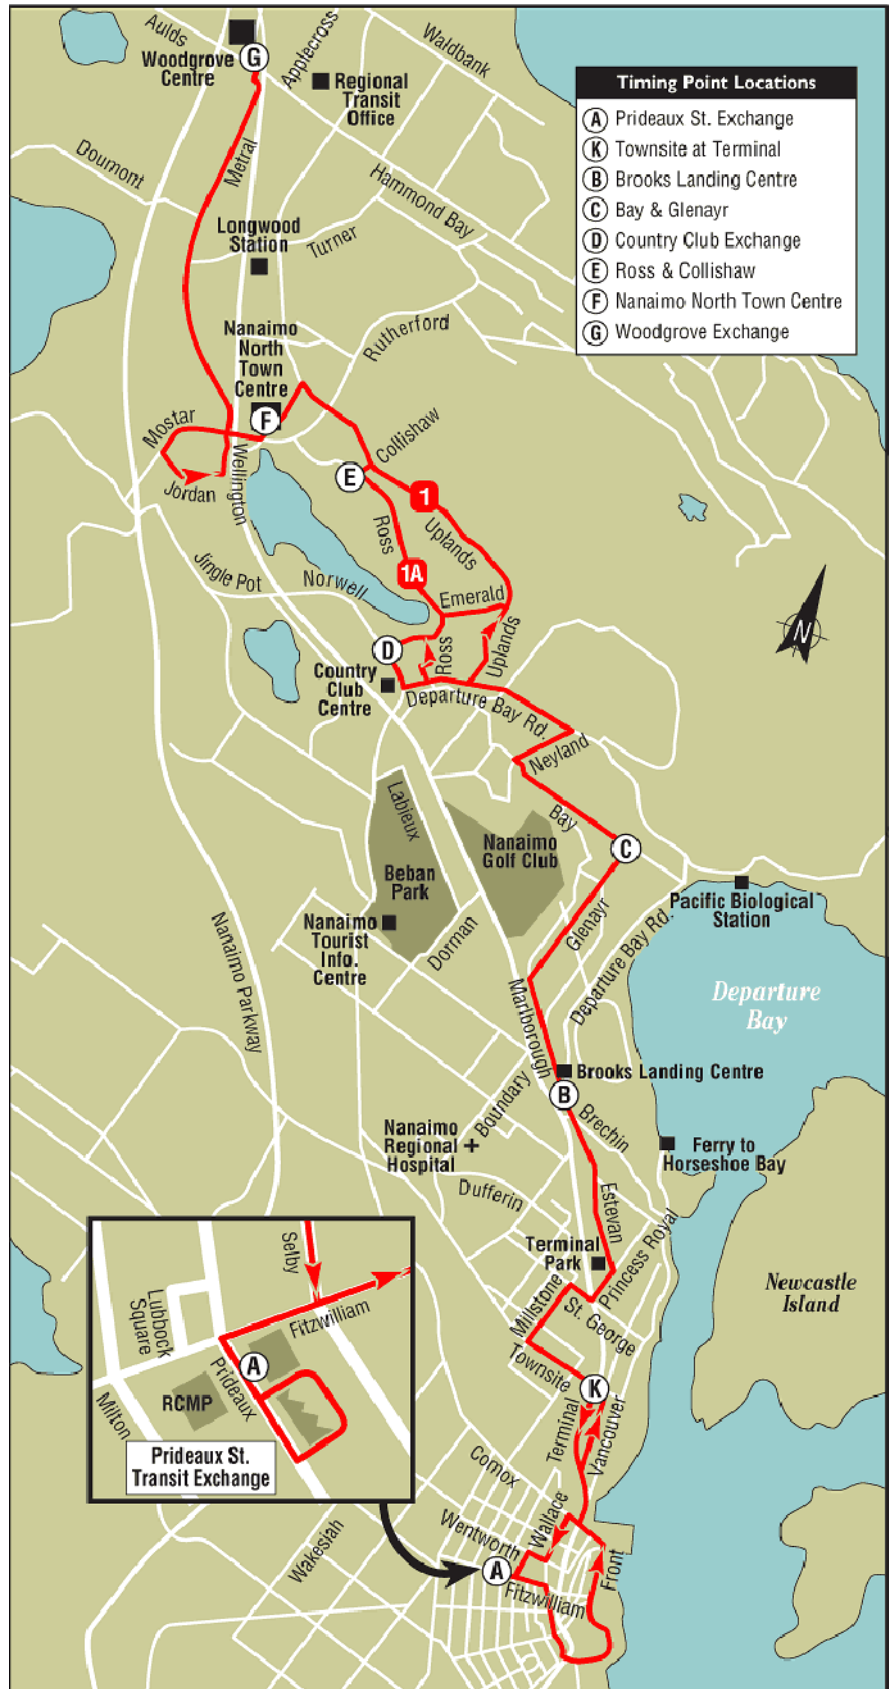 Aulds
Woodgrove
Centre
G
Applecross
Waldbank
Regional
Transit
Office
Timing Point Locations
A Prideaux St. Exchange
K Townsite at Terminal
B Brooks Landing Centre
C Bay & Glenayr
D Country Club Exchange
E Ross & Collishaw
F Nanaimo North Town Centre
G Woodgrove Exchange
Doumont
Metral
Hammond Bay
Longwood
Station
Turner
Nanaimo
North
Town
Centre
Rutherford
F
Mostar
Jordan
Wellington
Collishaw
E
1
Ross
Uplands
1A
Jingle Pot
Norwell
Emerald
D
Ross
Uplands
Country
Club
Centre
Departure Bay Rd.
N
Neyland
Labieux
Bay
Nanaimo
Golf Club
C
Beban
Park
Pacific Biological
Station
Nanaimo
Tourist
Info.
Centre
Dorman
Glenayr
Departure Bay Rd.
Nanaimo Parkway
Marlborough
Departure
Bay
Brooks Landing Centre
B
Boundary
Brechin
Nanaimo
Regional
Hospital
Ferry to
Horseshoe Bay
Dufferin
Estevan
Princess Royal
Terminal
Park
Newcastle
Island
Millstone
St. George
Townsite
K
Terminal
Vancouver
Selby
Lubbock
Square
Fitzwilliam
A
Prideaux
RCMP
Milton
Prideaux St.
Transit Exchange
Comox
Wentworth
Wallace
Wakesiah
A
Fitzwilliam
Front